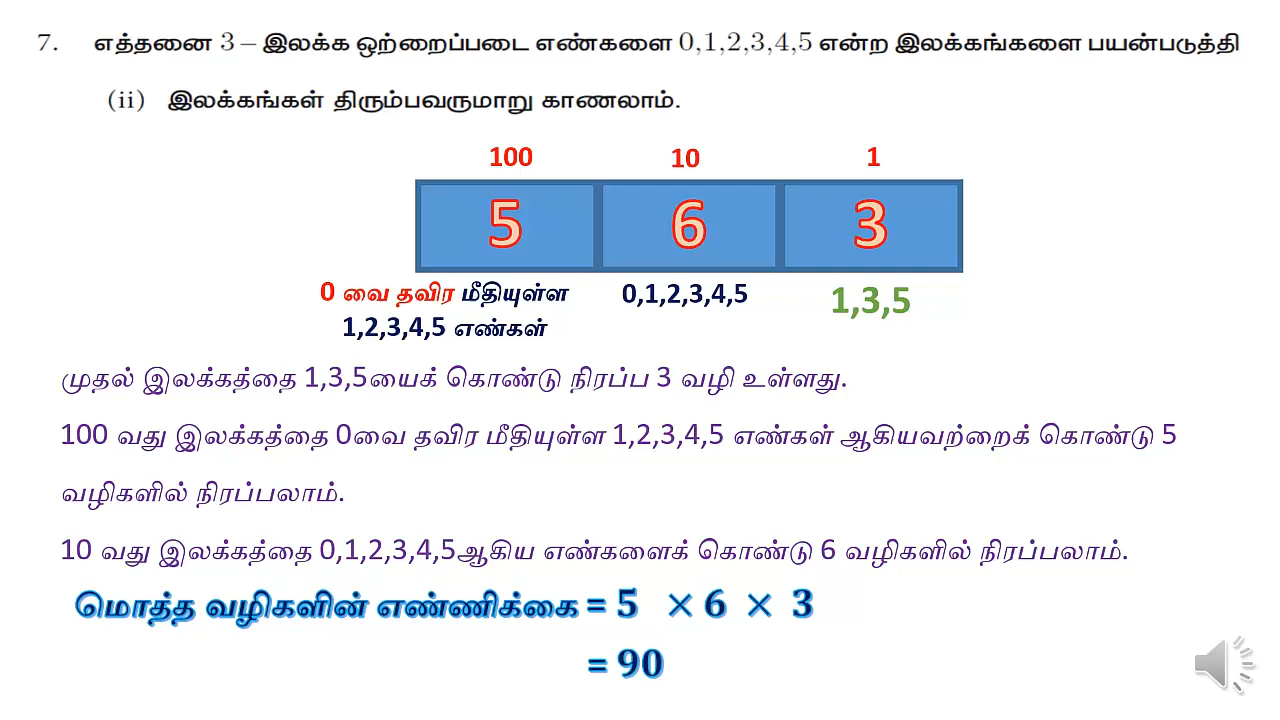 7. எத்தனை 3 – இலக்க ஒற்றைப்படை எண்களை 0,1,2,3,4,5 என்ற இலக்கங்களை பயன்படுத்தி
(ii) இலக்கங்கள் திரும்பவருமாறு காணலாம்.
100 10 1
5 6 3
0 வை தவிர மீதியுள்ள 0,1,2,3,4,5 1,3,5
1,2,3,4,5 எண்கள்
முதல் இலக்கத்தை 1,3,5யைக் கொண்டு நிரப்ப 3 வழி உள்ளது.
100 வது இலக்கத்தை 0வை தவிர மீதியுள்ள 1,2,3,4,5 எண்கள் ஆகியவற்றைக் கொண்டு 5
வழிகளில் நிரப்பலாம்.
10 வது இலக்கத்தை 0,1,2,3,4,5ஆகிய எண்களைக் கொண்டு 6 வழிகளில் நிரப்பலாம்.
மொத்த வழிகளின் எண்ணிக்கை = 5 × 6 × 3
= 90